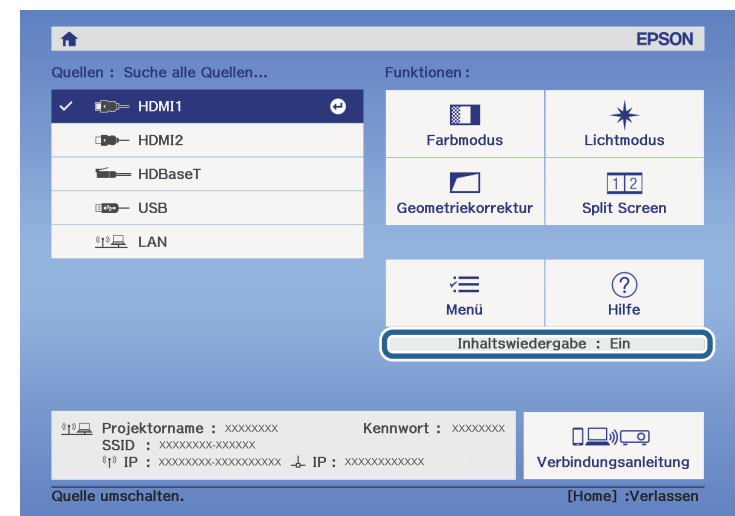 EPSON
Quellen : Suche alle Quellen...
HDMI1
HDMI2
HDBaseT
USB
LAN
Funktionen :
Farbmodus
Lichtmodus
Geometriekorrektur
1 2
Split Screen
Menü
?
Hilfe
Inhaltswiedergabe : Ein
Projektorname : xxxxxxxx Kennwort : xxxxxxxx
SSID : xxxxxxxx-xxxxxx
IP : xxxxxxxx-xxxxxxxxxx IP : xxxxxxxxxxxx
Verbindungsanleitung
Quelle umschalten. [Home] :Verlassen